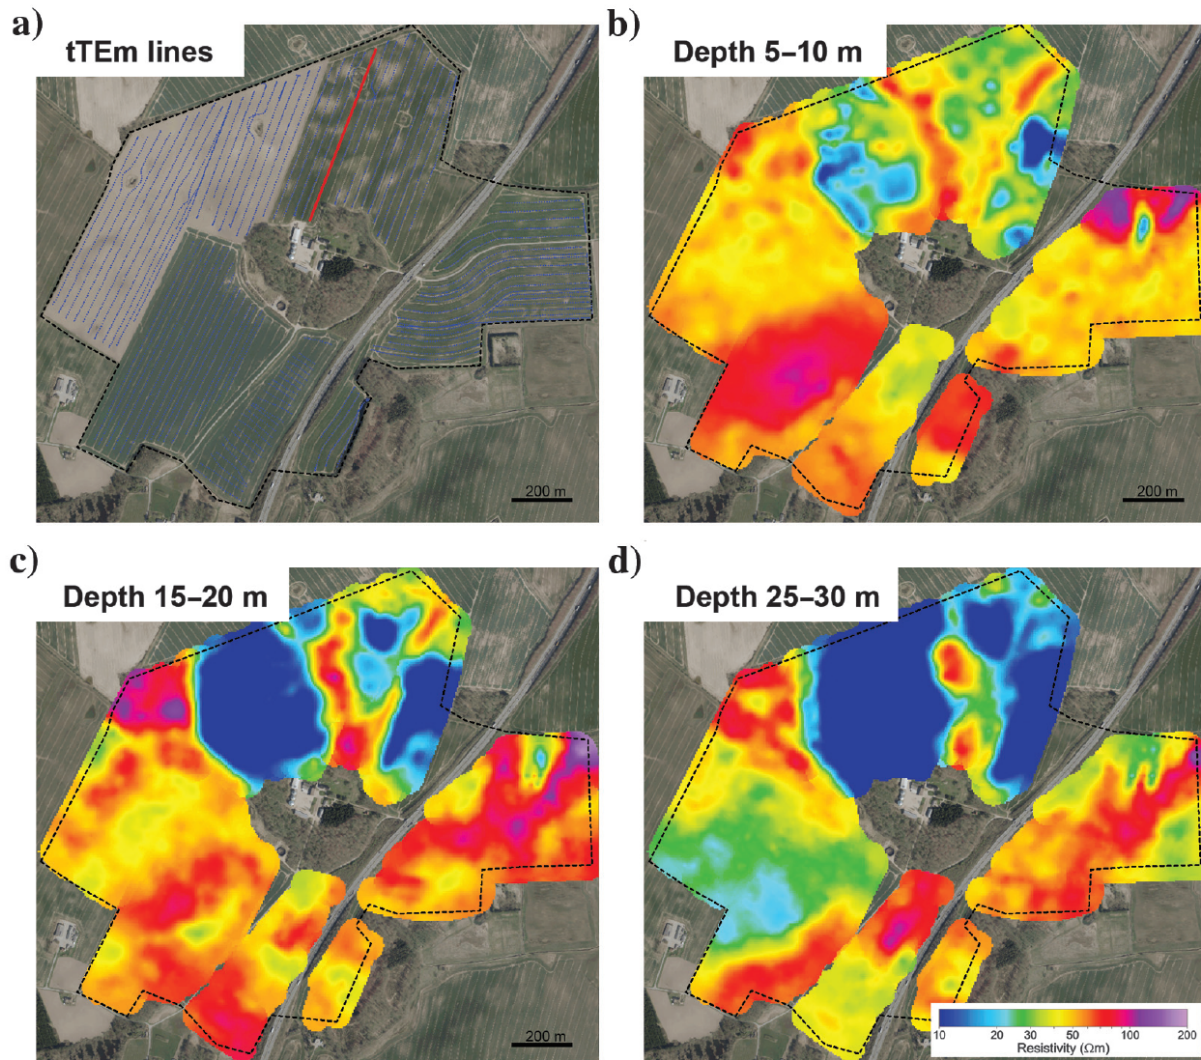 a)
tTEm lines
200 m
b)
Depth 5–10 m
200 m
c)
Depth 15–20 m
200 m
d)
Depth 25–30 m
10 20 30 50 10 100 200
Resistivity (Ωm)